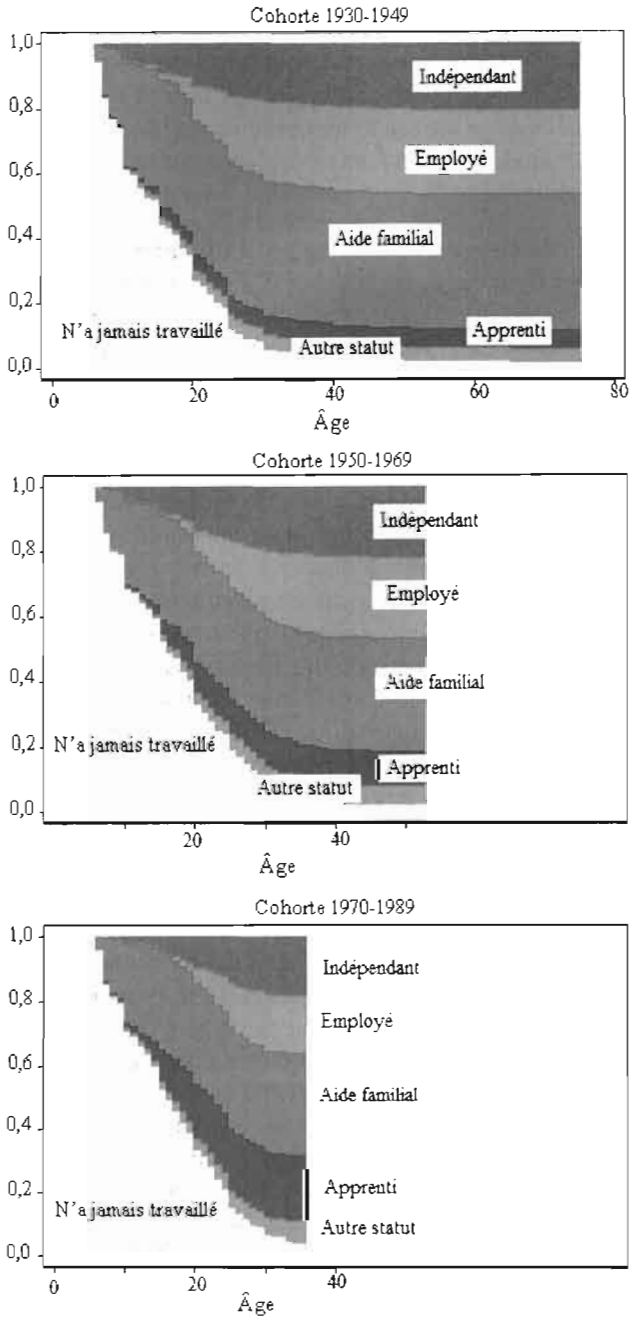 Cohorte 1930-1949
1,0
Indépendant
0,8
Employé
0,6
Aide familial
0,4
0,2
N'a jamais travaillé
Apprenti
Autre statut
0,0
0 20 40 60 80
Âge
Cohorte 1950-1969
1,0
Indépendant
0,8
Employé
0,6
Aide familial
0,4
0,2
N'a jamais travaillé
Apprenti
Autre statut
0,0
20 40
Âge
Cohorte 1970-1989
1,0
Indépendant
0,8
Employé
0,6
Aide familial
0,4
0,2
Apprenti
N'a jamais travaillé
Autre statut
0,0
0 20 40
Âge